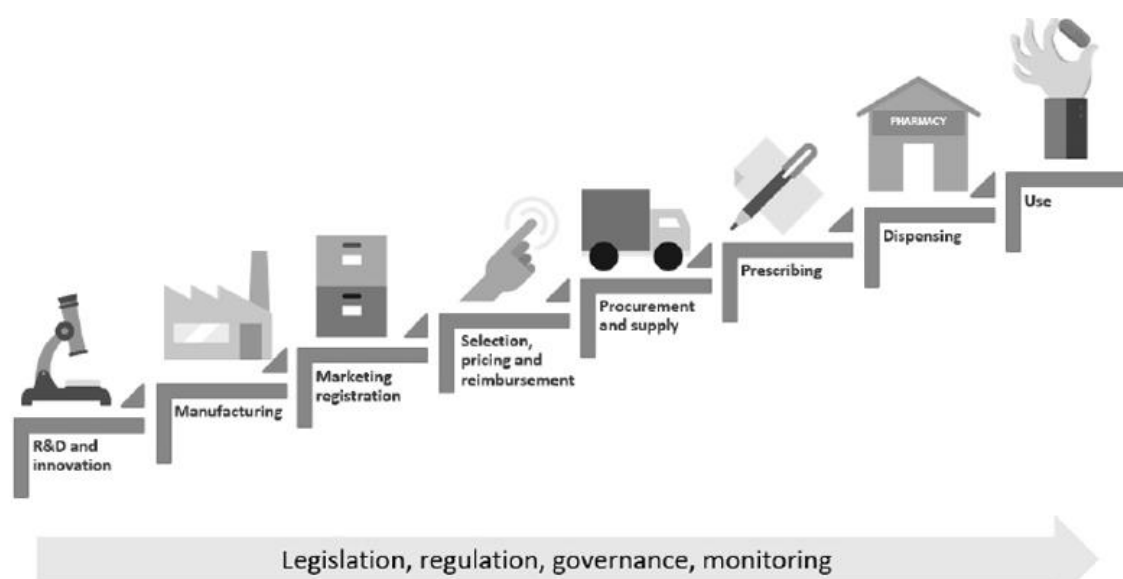 R&D and
innovation
Manufacturing
Marketing
registration
Selection,
pricing and
reimbursement
Procurement
and supply
Prescribing
Dispensing
PHARMACY
Use
Legislation, regulation, governance, monitoring